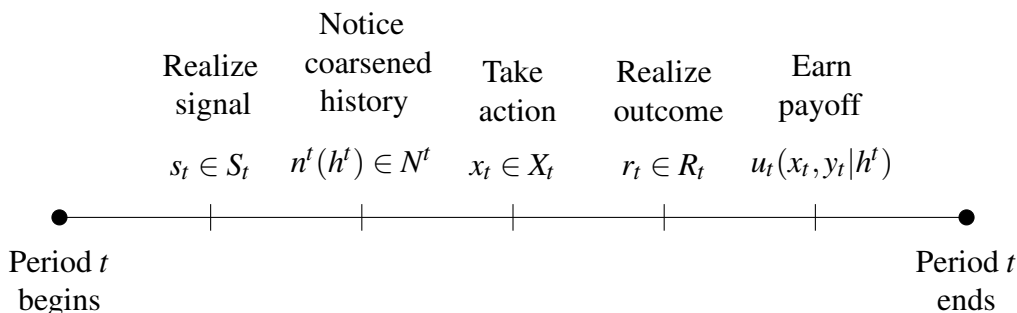 Realize
signal
s_t ∈ S_t
Notice
coarsened
history
n^t(h^t) ∈ N^t
Take
action
x_t ∈ X_t
Realize
outcome
r_t ∈ R_t
Earn
payoff
u_t(x_t, y_t|h^t)
Period t
begins
Period t
ends